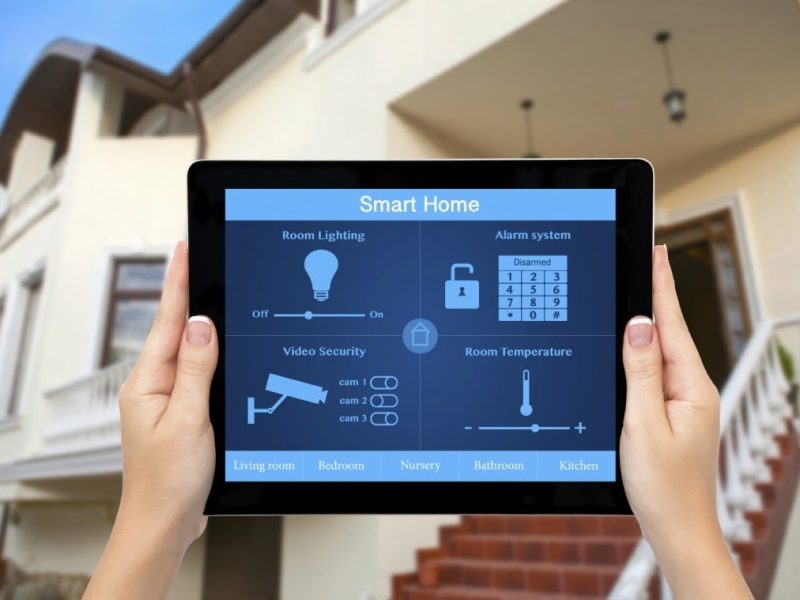 Smart Home
Room Lighting
Off On
Alarm system
Disarmed
1 2 3
4 5 6
7 8 9
* 0 #
Video Security
cam 1
cam 2
cam 3
Room Temperature
- +
Living room Bedroom Nursery Bathroom Kitchen